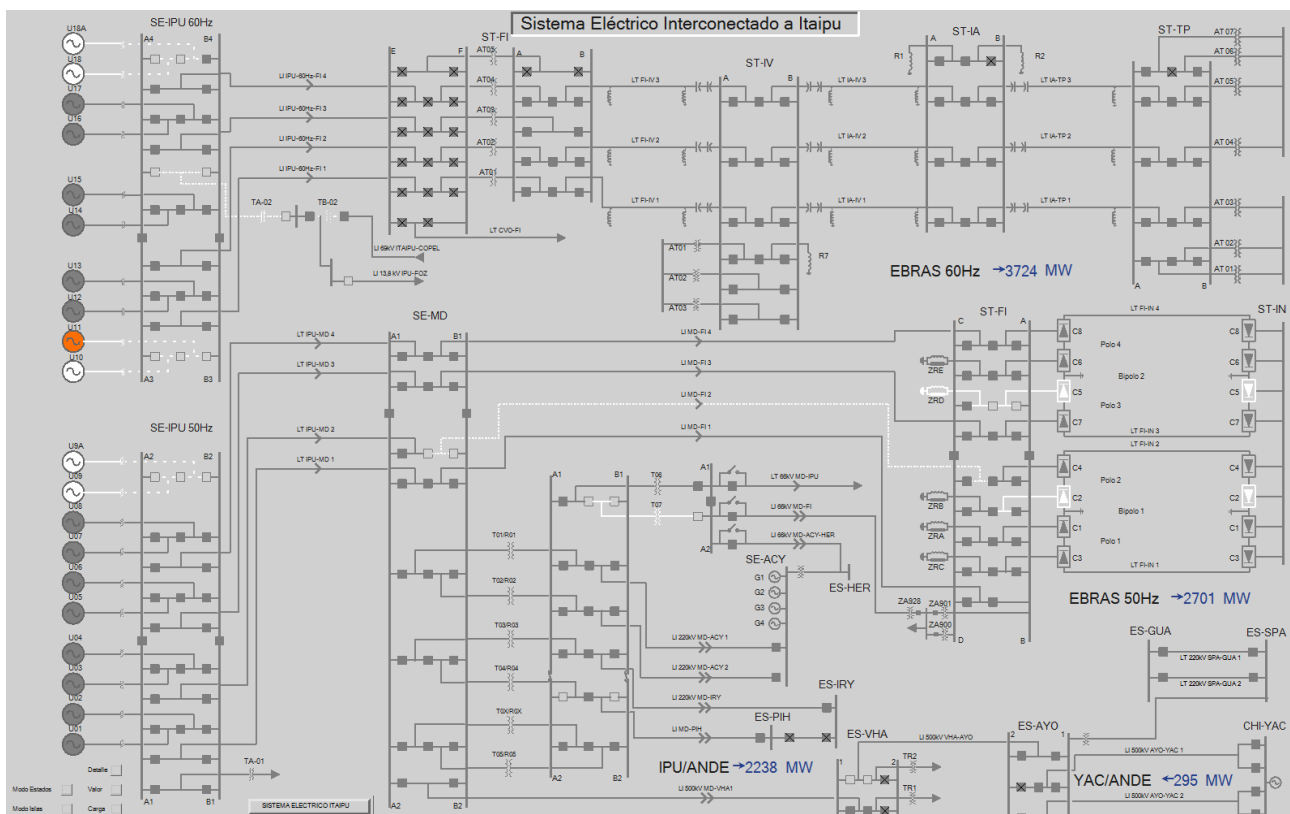 Sistema Eléctrico Interconectado a Itaipu
SE-IPU 60Hz
U18A
U18
U17
U16
U15
U14
U13
U12
U11
U10
A4
B4
A3
B3
LI IPU-60Hz-FI 4
LI IPU-60Hz-FI 3
LI IPU-60Hz-FI 2
LI IPU-60Hz-FI 1
TA-02
TB-02
LI 69kV ITAIPU-COPEL
LI 13,8 kV IPU-FOZ
LT CVO-FI
ST-FI
E
F
A
B
AT04
AT02
AT01
LT FI-IV 3
LT FI-IV 2
LT FI-IV 1
ST-IV
A
B
AT01
AT02
AT03
R7
LT IA-IV 3
LT IA-IV 2
LT IA-IV 1
ST-IA
A
B
R1
R2
LT IA-TP 3
LT IA-TP 2
LT IA-TP 1
ST-TP
AT 07
AT 06
AT 05
AT 04
AT 03
AT 02
AT 01
A
B
EBRAS 60Hz
3724 MW
SE-IPU 50Hz
U9A
U09
U08
U07
U06
U05
U04
U03
U02
U01
A2
B2
A1
B1
TA-01
LT IPU-MD 4
LT IPU-MD 3
LT IPU-MD 2
LT IPU-MD 1
SE-MD
A1
B1
A2
B2
LI MD-FI 4
LI MD-FI 3
LI MD-FI 2
LI MD-FI 1
A1
B1
A2
B2
T06
T07
T01/R01
T02/R02
T03/R03
T04/R04
T0X/R0X
T05/R05
A1
A2
LT 66kV MD-IPU
LI 66kV MD-FI
LI 66kV MD-ACY-HER
SE-ACY
G1
G2
G3
G4
ES-HER
LI 220kV MD-ACY 1
LI 220kV MD-ACY 2
LI 220kV MD-IRY
LI MD-PIH
ES-IRY
ES-PIH
IPU/ANDE
2238 MW
LI 500kV MD-VHA1
ES-VHA
1
2
TR2
TR1
LI 500kV VHA-AYO
ST-FI
C
A
D
B
ZRE
ZRD
ZRB
ZRA
ZRC
ZA928
ZA901
ZA900
ST-IN
LT FI-IN 4
LT FI-IN 3
LT FI-IN 2
LT FI-IN 1
C8
C6
C5
C7
C4
C2
C1
C3
Polo 4
Bipolo 2
Polo 3
Polo 2
Bipolo 1
Polo 1
C8
C6
C5
C7
C4
C2
C1
C3
EBRAS 50Hz
2701 MW
ES-GUA
ES-SPA
LT 220kV SPA-GUA 1
LT 220kV SPA-GUA 2
ES-AYO
2
1
CHI-YAC
LI 500kV AYO-YAC 1
YAC/ANDE
295 MW
LI 500kV AYO-YAC 2
Detalle
Modo Estados
Valor
Modo Islas
Carga
SISTEMA ELECTRICO ITAIPU